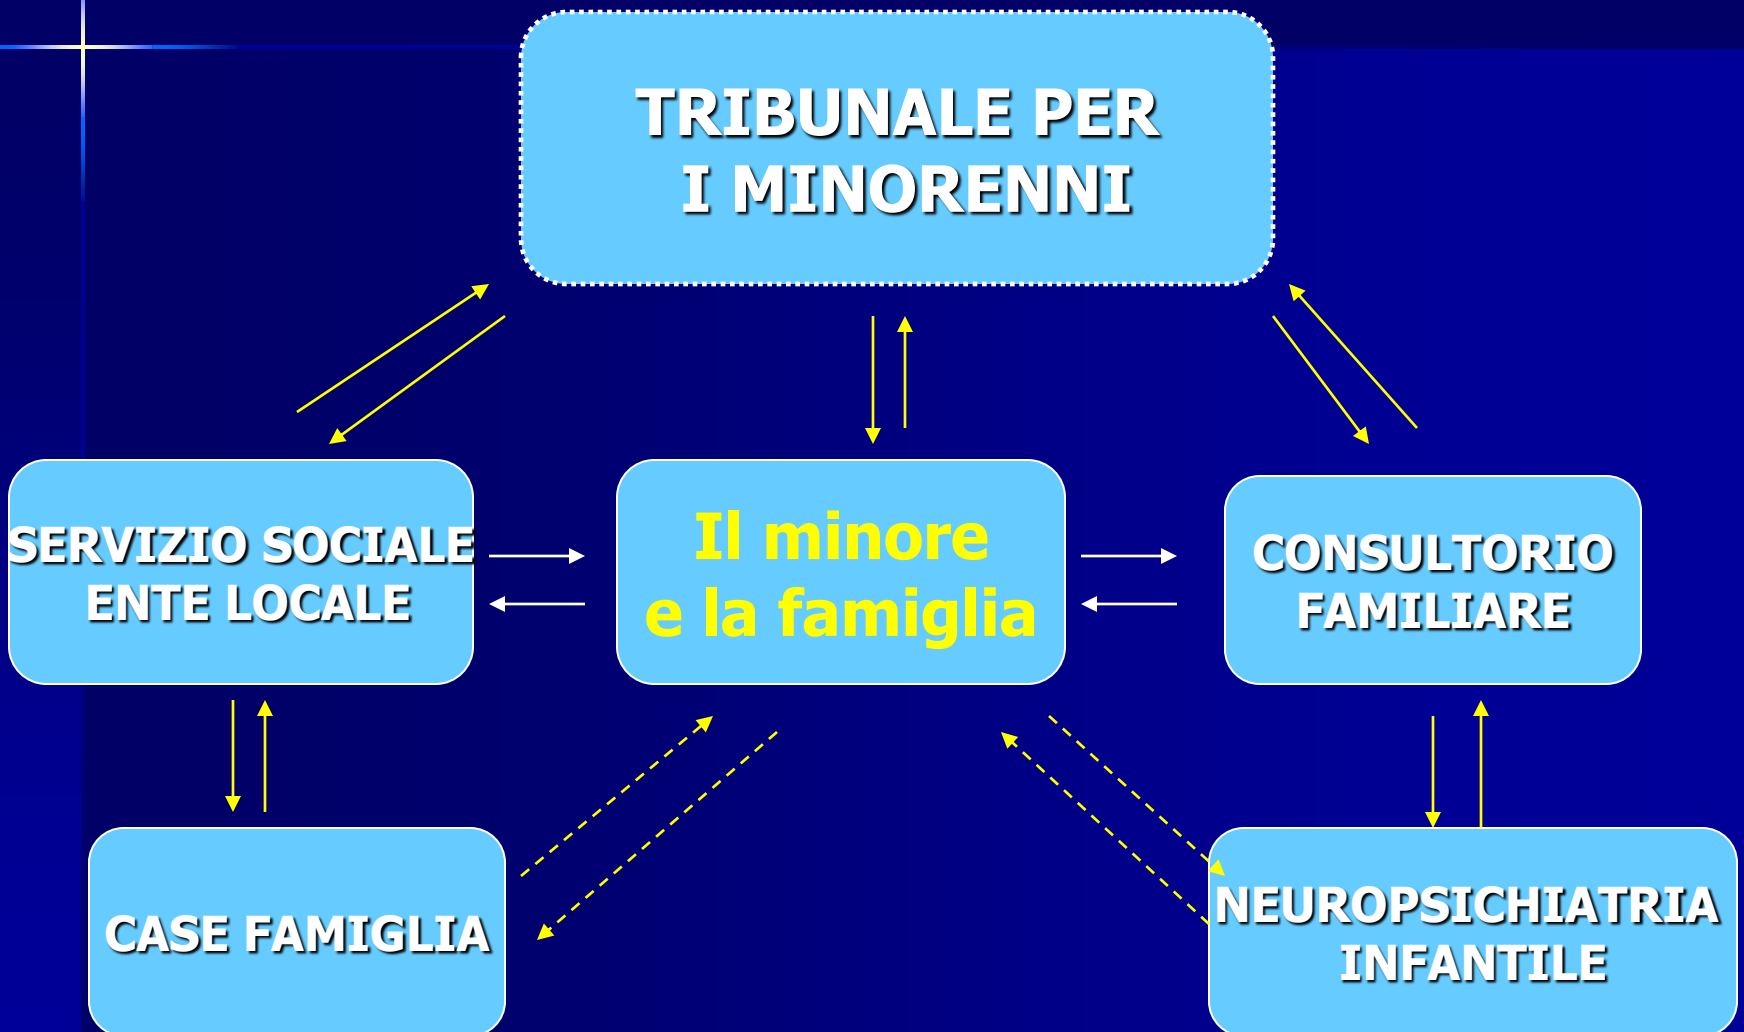 TRIBUNALE PER
I MINORENNI
SERVIZIO SOCIALE
ENTE LOCALE
Il minore
e la famiglia
CONSULTORIO
FAMILIARE
CASE FAMIGLIA
NEUROPSICHIATRIA
INFANTILE